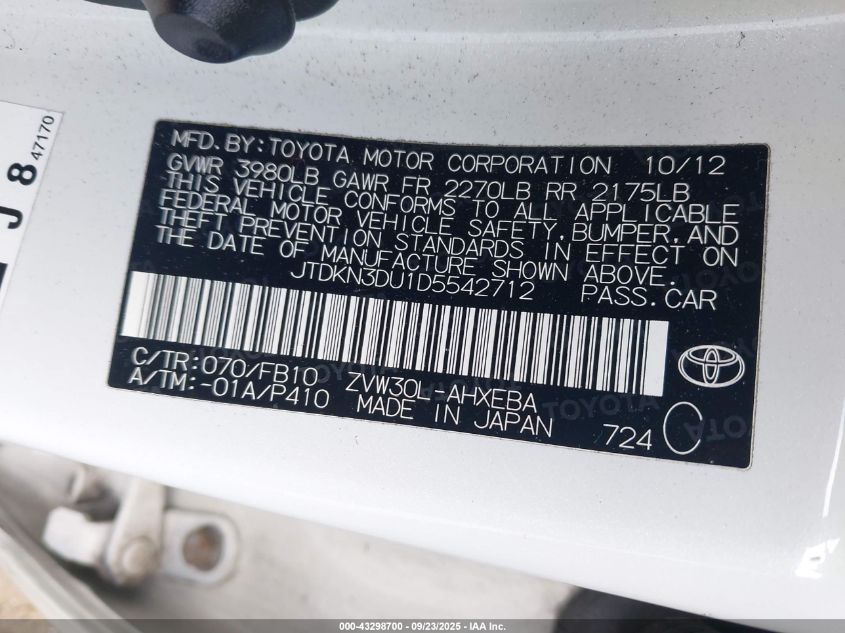 MFD. BY: TOYOTA MOTOR CORPORATION 10/12
GVWR 3980LB GAWR FR 2270LB RR 2175LB
THIS VEHICLE CONFORMS TO ALL APPLICABLE
FEDERAL MOTOR VEHICLE SAFETY, BUMPER, AND
THEFT PREVENTION STANDARDS IN EFFECT ON
THE DATE OF MANUFACTURE SHOWN ABOVE.
JTDKN3DU1D5542712 PASS. CAR
C/TR: 070/FB10 ZVW30L-AHXEBA
A/TM: -01A/P410 MADE IN JAPAN
724
J 8 47170
000-43298700 - 09/23/2025 - IAA Inc.